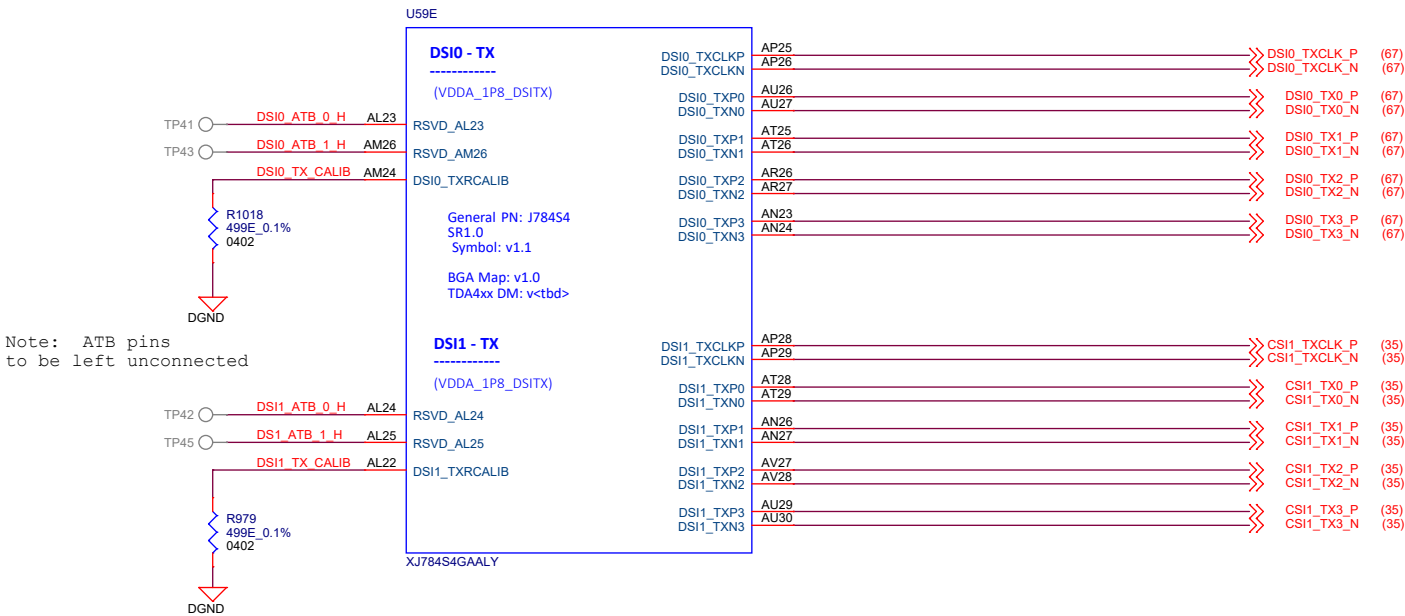 U59E
DSI0 - TX
------------
(VDDA_1P8_DSITX)
TP41 DSI0_ATB_0_H AL23 RSVD_AL23
TP43 DSI0_ATB_1_H AM26 RSVD_AM26
DSI0_TX_CALIB AM24 DSI0_TXRCALIB
R1018
499E_0.1%
0402
DGND
General PN: J784S4
SR1.0
Symbol: v1.1
BGA Map: v1.0
TDA4xx DM: v<tbd>
DSI0_TXCLKP AP25 DSI0_TXCLK_P (67)
DSI0_TXCLKN AP26 DSI0_TXCLK_N (67)
DSI0_TXP0 AU26 DSI0_TX0_P (67)
DSI0_TXN0 AU27 DSI0_TX0_N (67)
DSI0_TXP1 AT25 DSI0_TX1_P (67)
DSI0_TXN1 AT26 DSI0_TX1_N (67)
DSI0_TXP2 AR26 DSI0_TX2_P (67)
DSI0_TXN2 AR27 DSI0_TX2_N (67)
DSI0_TXP3 AN23 DSI0_TX3_P (67)
DSI0_TXN3 AN24 DSI0_TX3_N (67)
Note: ATB pins
to be left unconnected
DSI1 - TX
------------
(VDDA_1P8_DSITX)
TP42 DSI1_ATB_0_H AL24 RSVD_AL24
TP45 DS1_ATB_1_H AL25 RSVD_AL25
DSI1_TX_CALIB AL22 DSI1_TXRCALIB
R979
499E_0.1%
0402
DGND
DSI1_TXCLKP AP28 CSI1_TXCLK_P (35)
DSI1_TXCLKN AP29 CSI1_TXCLK_N (35)
DSI1_TXP0 AT28 CSI1_TX0_P (35)
DSI1_TXN0 AT29 CSI1_TX0_N (35)
DSI1_TXP1 AN26 CSI1_TX1_P (35)
DSI1_TXN1 AN27 CSI1_TX1_N (35)
DSI1_TXP2 AV27 CSI1_TX2_P (35)
DSI1_TXN2 AV28 CSI1_TX2_N (35)
DSI1_TXP3 AU29 CSI1_TX3_P (35)
DSI1_TXN3 AU30 CSI1_TX3_N (35)
XJ784S4GAALY